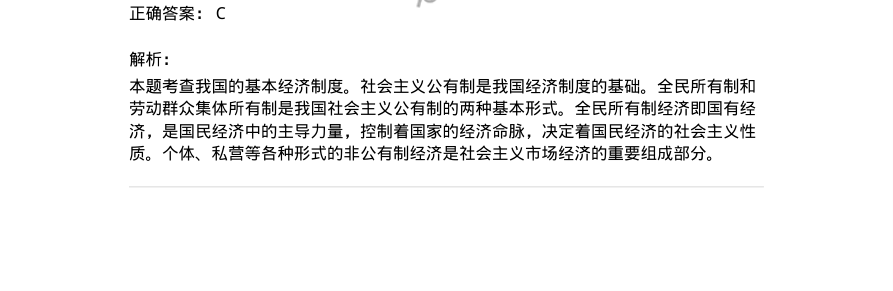 正确答案： C
解析：
本题考查我国的基本经济制度。社会主义公有制是我国经济制度的基础。全民所有制和
劳动群众集体所有制是我国社会主义公有制的两种基本形式。全民所有制经济即国有经
济，是国民经济中的主导力量，控制着国家的经济命脉，决定着国民经济的社会主义性
质。个体、私营等各种形式的非公有制经济是社会主义市场经济的重要组成部分。